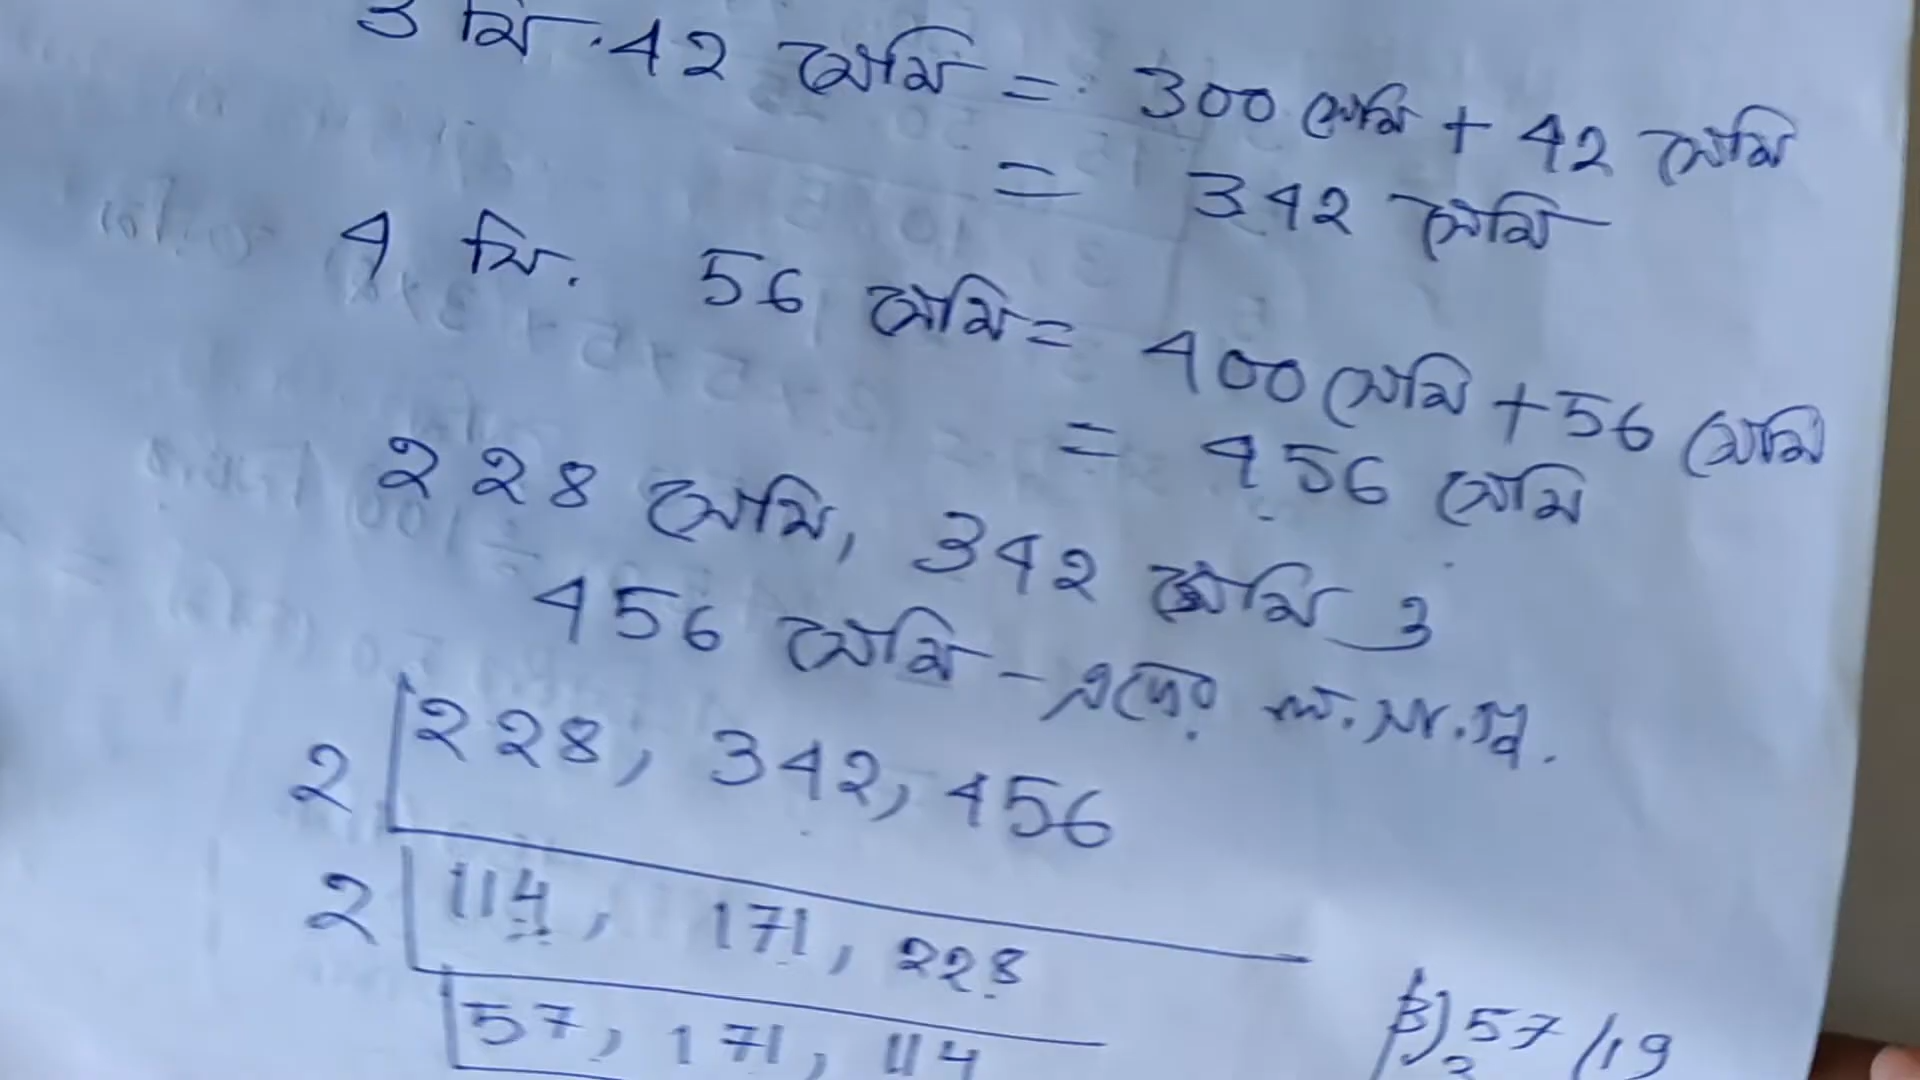 3 মি. 42 সেমি = 300 সেমি + 42 সেমি
= 342 সেমি
4 মি. 56 সেমি = 400 সেমি + 56 সেমি
= 456 সেমি
228 সেমি, 342 সেমি ও
456 সেমি - এদের ল.সা.গু.
2 228, 342, 456
2 114, 171, 228
57, 171, 114
3) 57 /19